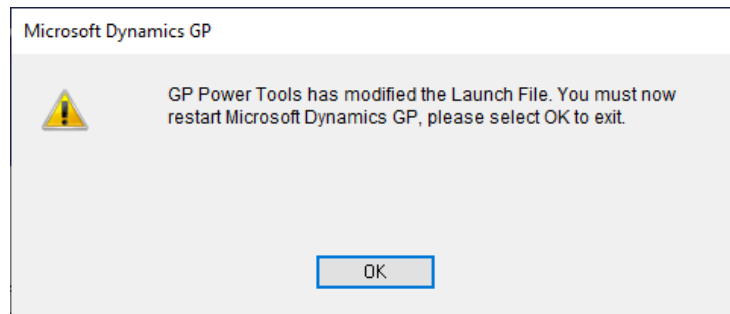 Microsoft Dynamics GP
GP Power Tools has modified the Launch File. You must now
restart Microsoft Dynamics GP, please select OK to exit.
OK